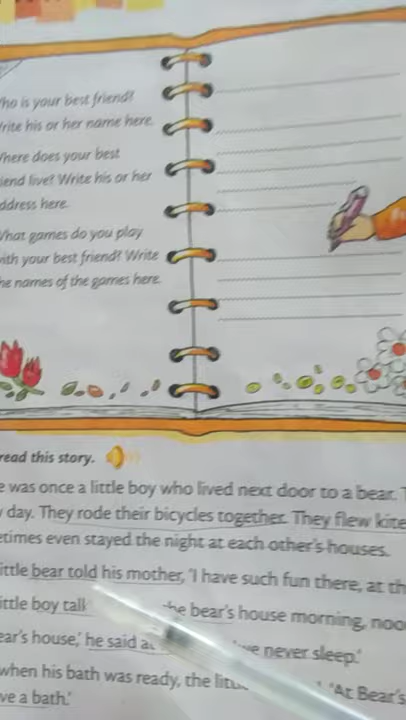 ho is your best friend?
rite his or her name here.
here does your best
iend live? Write his or her
ddress here.
hat games do you play
ith your best friend? Write
he names of the games here.
read this story.
e was once a little boy who lived next door to a bear. T
day. They rode their bicycles together. They flew kite
etimes even stayed the night at each other's houses.
ittle bear told his mother, 'I have such fun there, at th
ittle boy talk he bear's house morning, noo
ear's house,' he said a we never sleep.'
when his bath was ready, the litt 'At Bear's
ve a bath.'